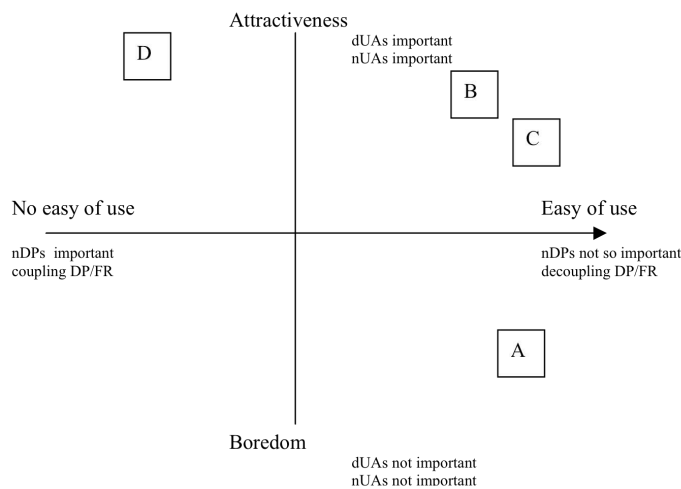 Attractiveness
dUAs important
nUAs important
D
B
C
No easy of use
Easy of use
nDPs important
coupling DP/FR
nDPs not so important
decoupling DP/FR
A
Boredom
dUAs not important
nUAs not important